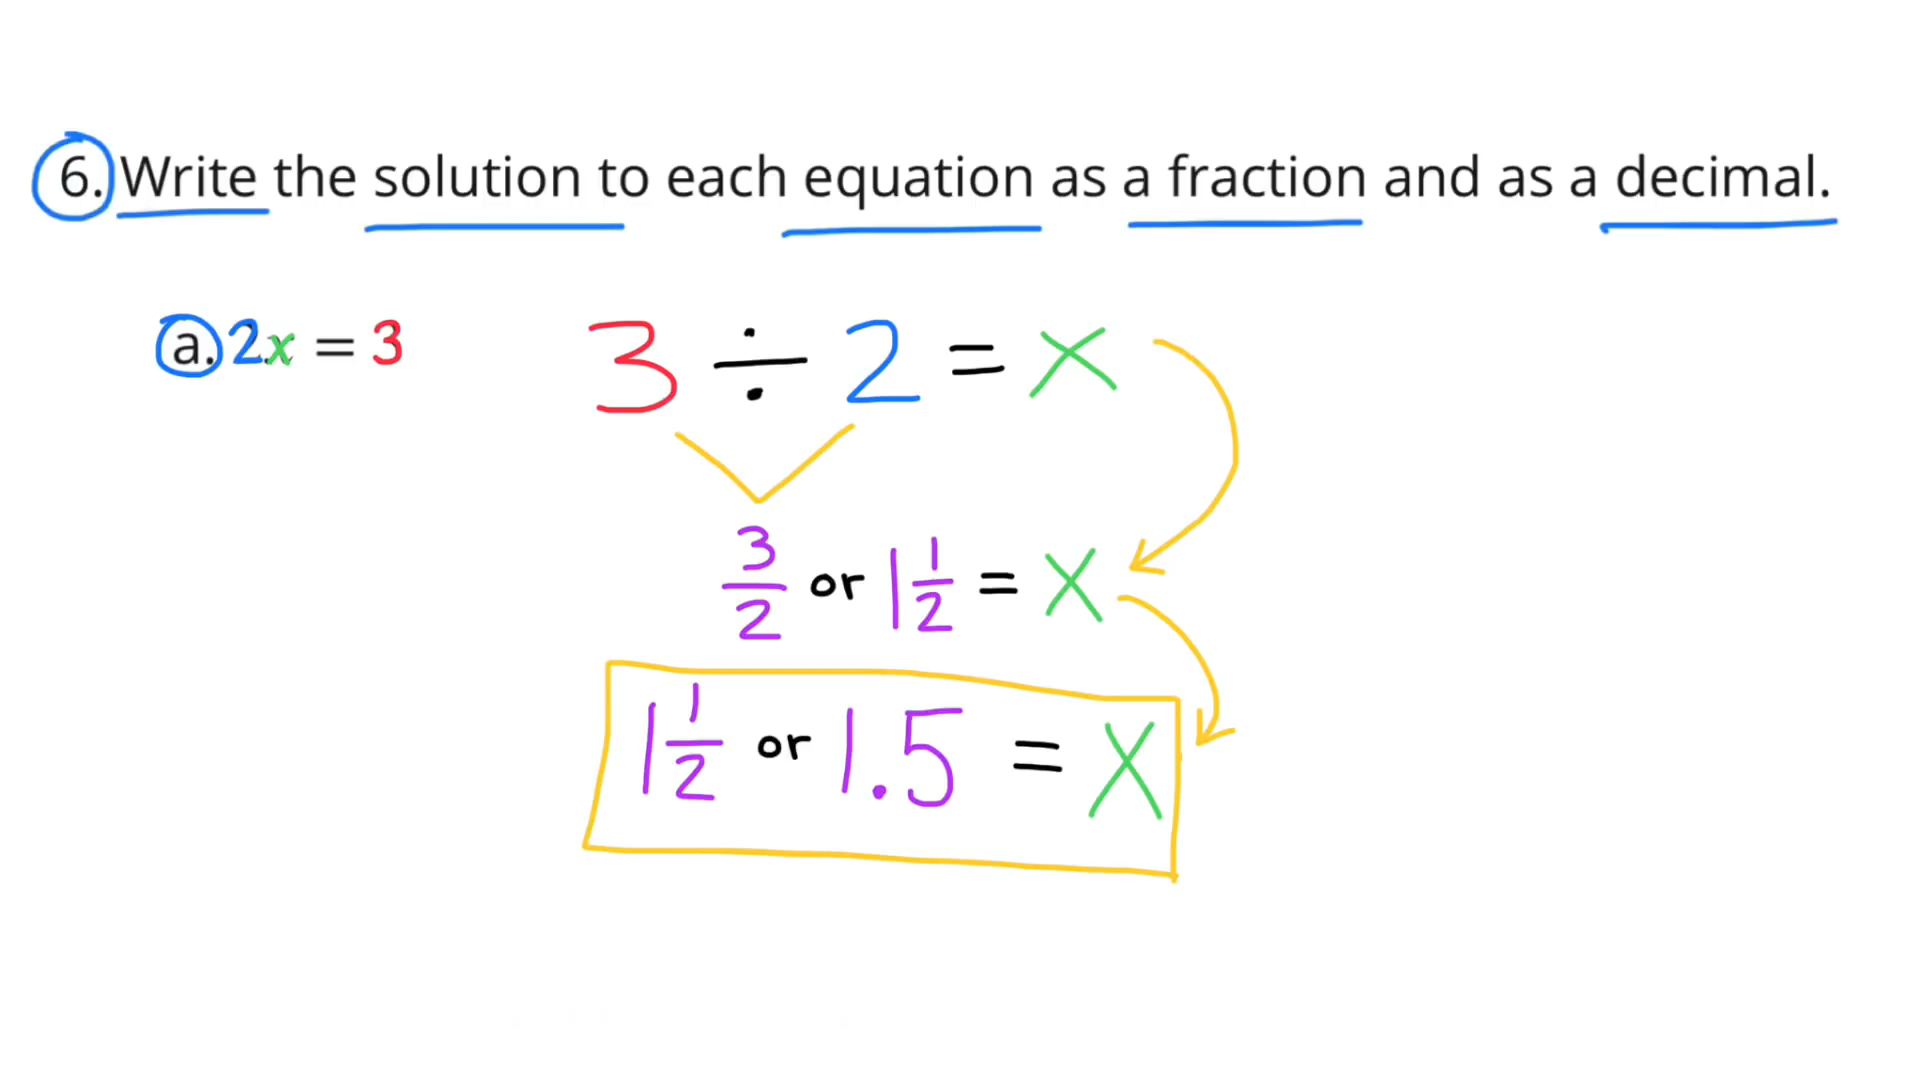 6. Write the solution to each equation as a fraction and as a decimal.
a. 2x = 3
3 ÷ 2 = x
3/2 or 1 1/2 = x
1 1/2 or 1.5 = x